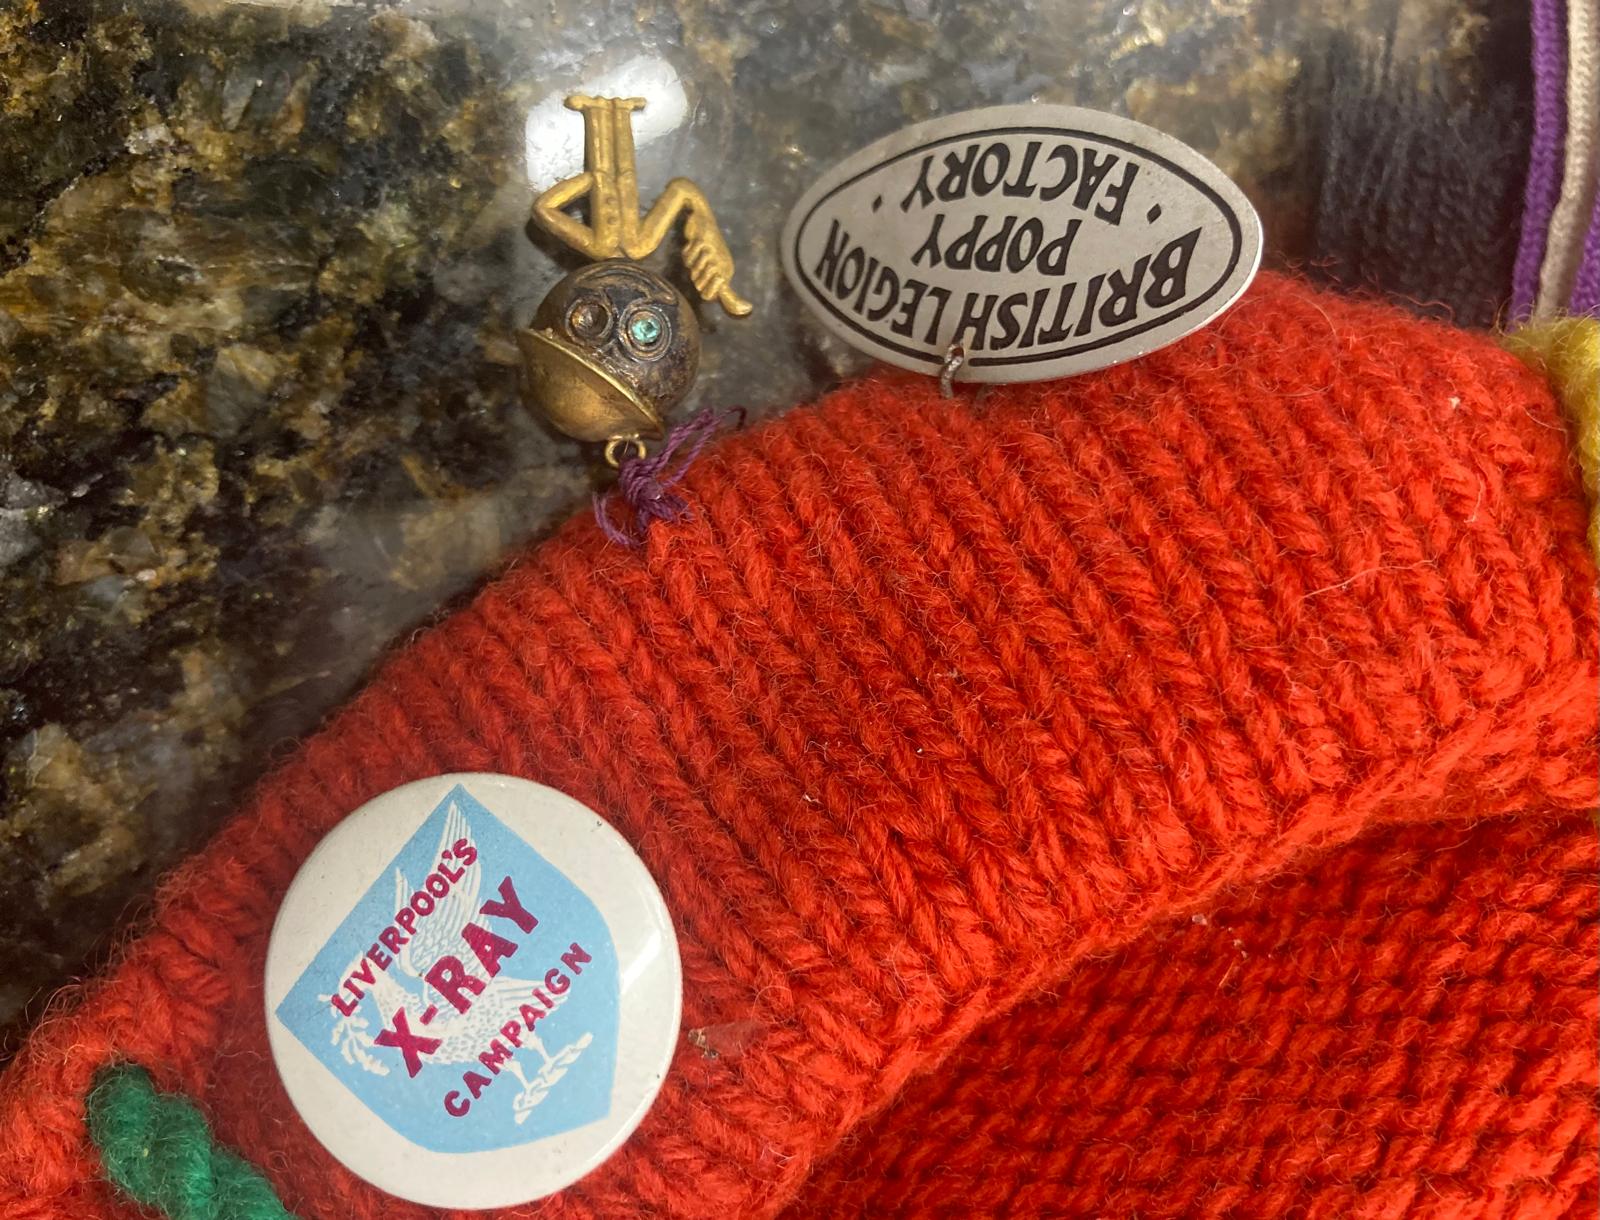 BRITISH LEGION
POPPY
· FACTORY ·
LIVERPOOL'S
X-RAY
CAMPAIGN